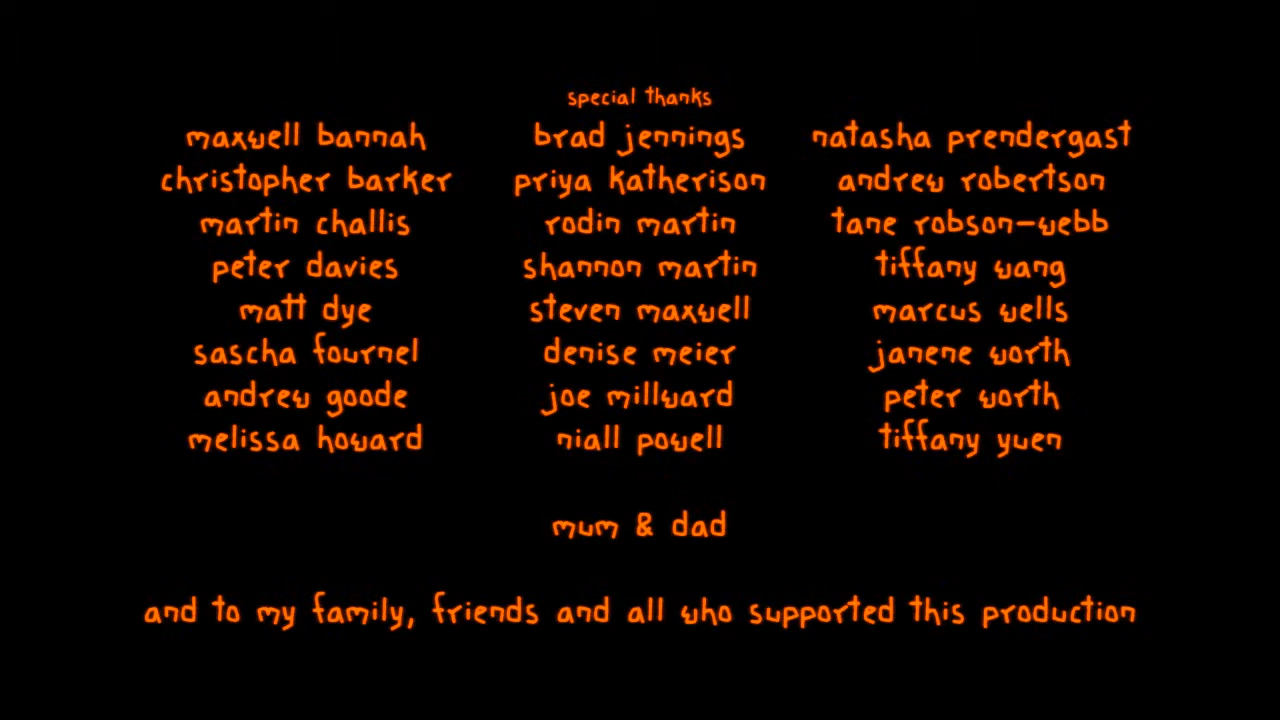 special thanks
maxwell bannah brad jennings natasha prendergast
christopher barker priya katherison andrew robertson
martin challis rodin martin tane robson-webb
peter davies shannon martin tiffany wang
matt dye steven maxwell marcus wells
sascha fournel denise meier janene worth
andrew goode joe millward peter worth
melissa howard niall powell tiffany yuen
mum & dad
and to my family, friends and all who supported this production